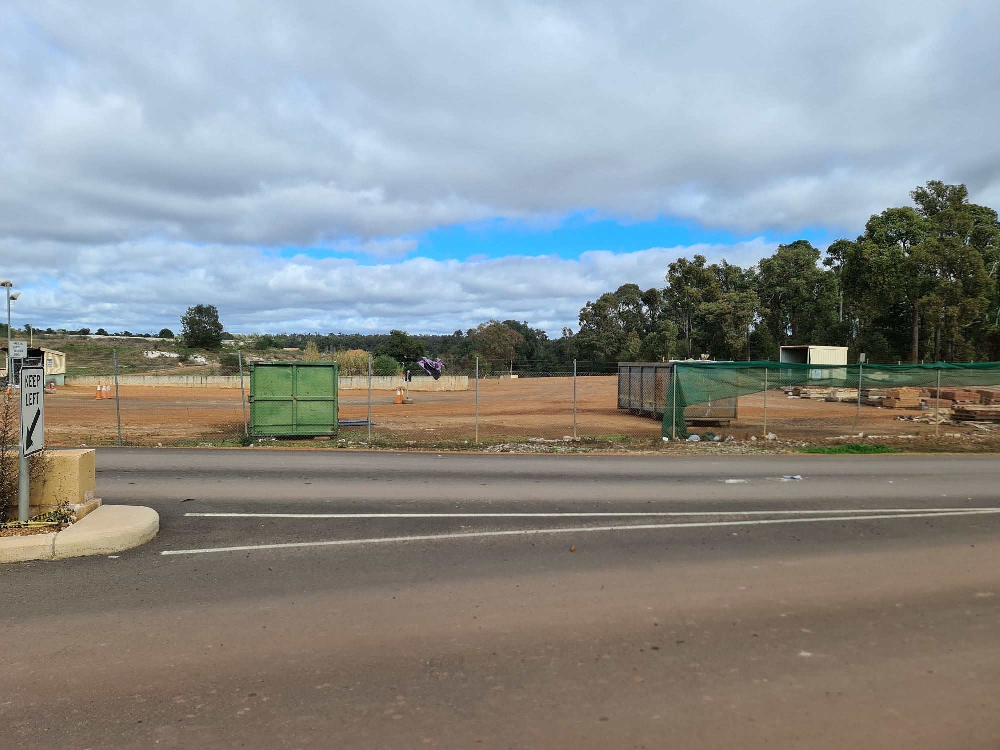 WASTE OIL
PAINTS
BATTERIES
TYRES
KEEP
LEFT